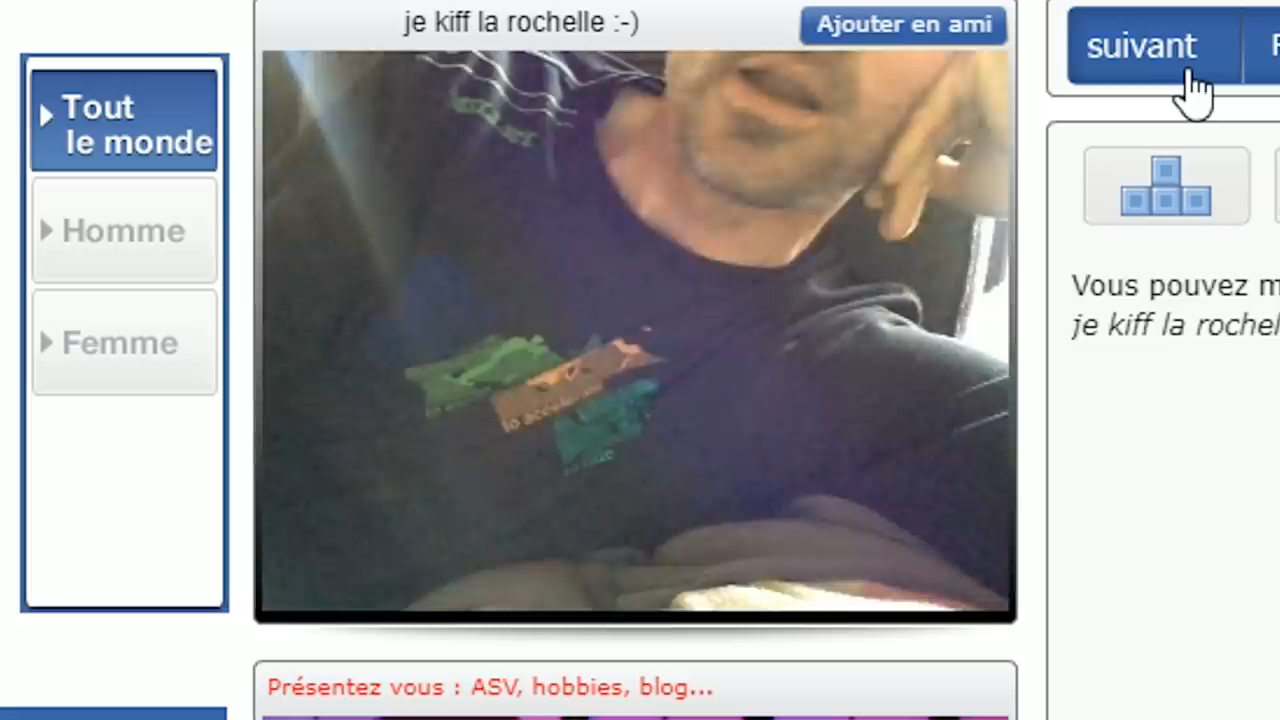 je kiff la rochelle :-)
Ajouter en ami
suivant
Tout
le monde
Homme
Femme
Vous pouvez m
je kiff la rochel
Présentez vous : ASV, hobbies, blog...